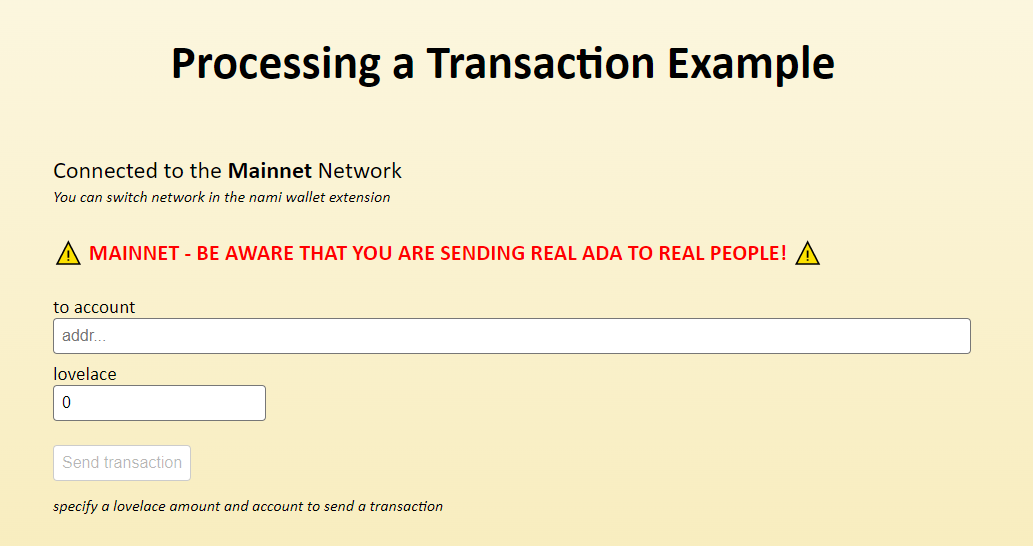 Processing a Transaction Example
Connected to the Mainnet Network
You can switch network in the nami wallet extension
MAINNET - BE AWARE THAT YOU ARE SENDING REAL ADA TO REAL PEOPLE!
to account
addr...
lovelace
0
Send transaction
specify a lovelace amount and account to send a transaction